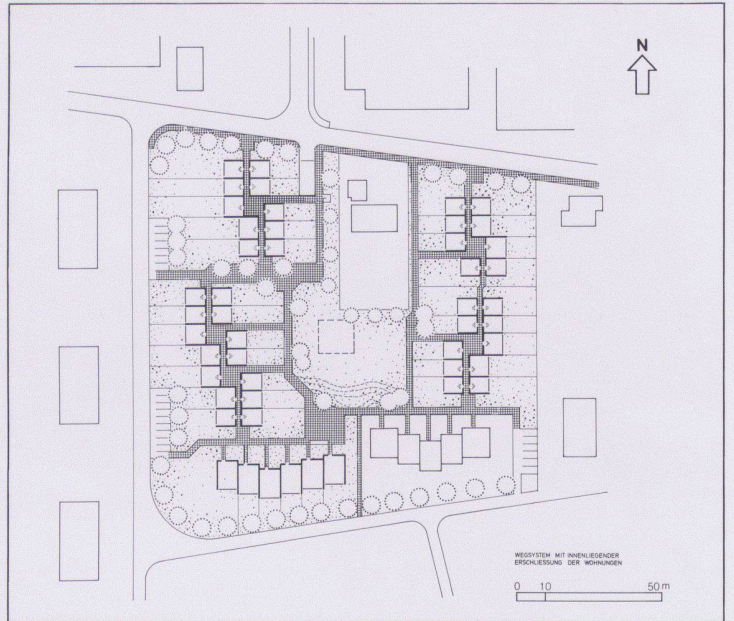 N
WEGSYSTEM MIT INNENLIEGENDER
ERSCHLIESSUNG DER WOHNUNGEN
0 10 50 m